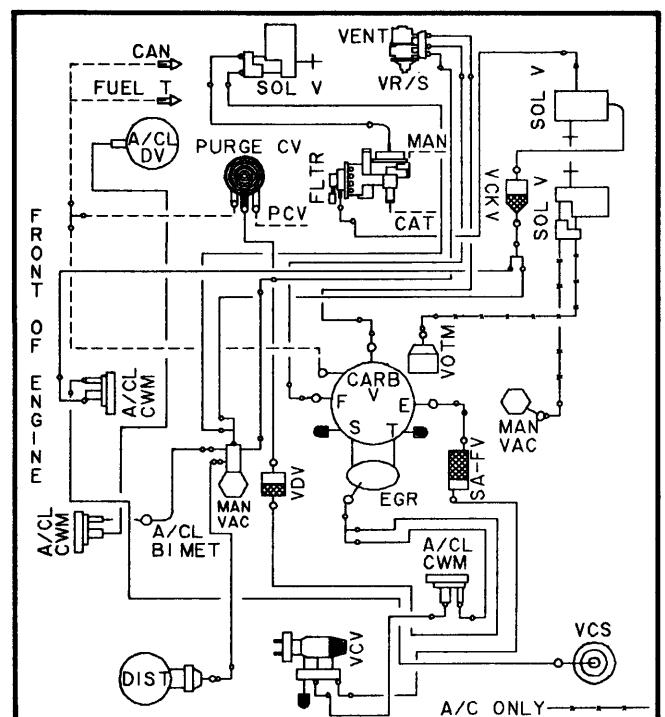 CAN
FUEL T
A/CL
DV
PURGE CV
PCV
SOL V
VENT
VR/S
FLTR
MAN
CAT
SOL V
VCKV
SOL V
FRONT OF ENGINE
A/CL
CWM
CARB
V
F
E
S
T
EGR
VOTM
MAN
VAC
SA-FV
VDV
MAN
VAC
A/CL
BIMET
A/CL
CWM
A/CL
CWM
DIST
VCV
VCS
A/C ONLY